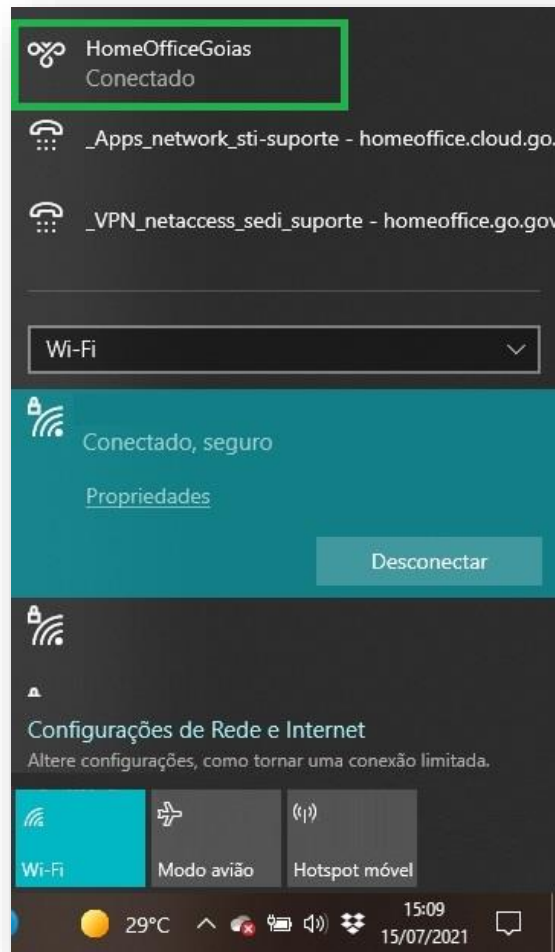 HomeOfficeGoias
Conectado
_Apps_network_sti-suporte - homeoffice.cloud.go.
_VPN_netaccess_sedi_suporte - homeoffice.go.gov
Wi-Fi
Conectado, seguro
Propriedades
Desconectar
Configurações de Rede e Internet
Altere configurações, como tornar uma conexão limitada.
Wi-Fi
Modo avião
Hotspot móvel
29°C
15:09
15/07/2021